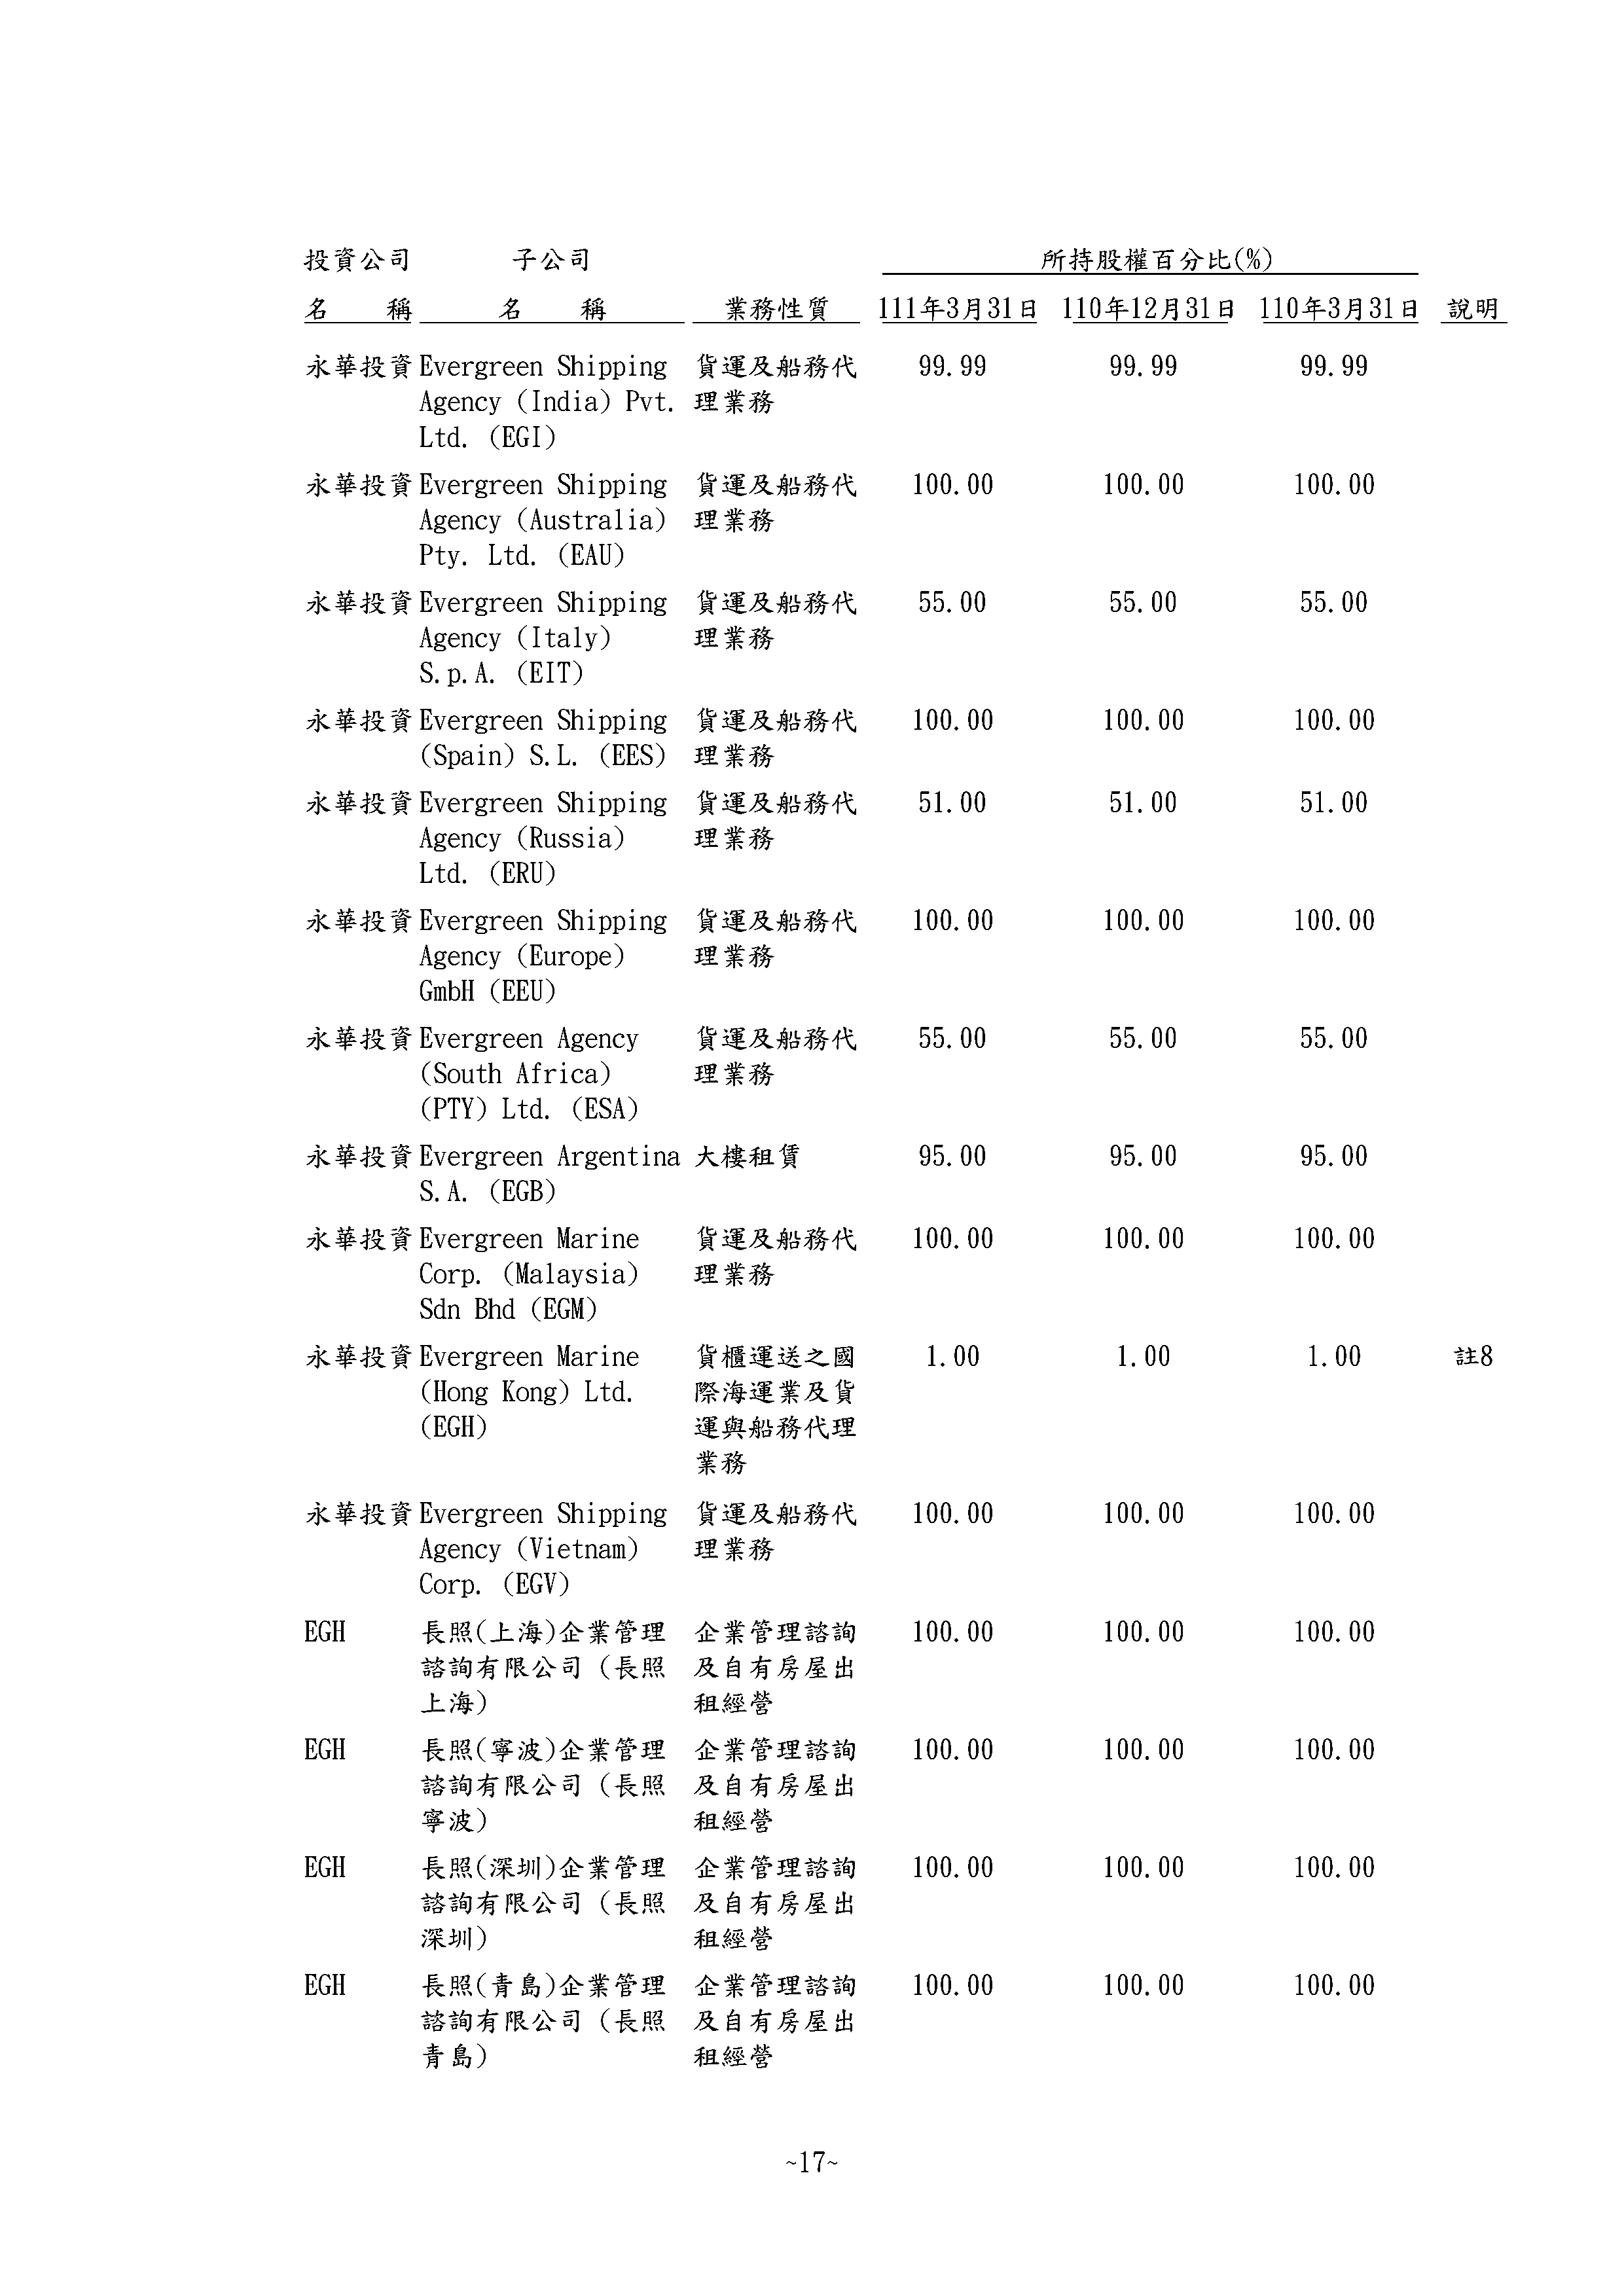 投資公司 子公司 所持股權百分比(%)
名 稱 名 稱 業務性質 111年3月31日 110年12月31日 110年3月31日 說明
永華投資 Evergreen Shipping 貨運及船務代 99.99 99.99 99.99
Agency (India) Pvt. 理業務
Ltd. (EGI)
永華投資 Evergreen Shipping 貨運及船務代 100.00 100.00 100.00
Agency (Australia) 理業務
Pty. Ltd. (EAU)
永華投資 Evergreen Shipping 貨運及船務代 55.00 55.00 55.00
Agency (Italy) 理業務
S.p.A. (EIT)
永華投資 Evergreen Shipping 貨運及船務代 100.00 100.00 100.00
(Spain) S.L. (EES) 理業務
永華投資 Evergreen Shipping 貨運及船務代 51.00 51.00 51.00
Agency (Russia) 理業務
Ltd. (ERU)
永華投資 Evergreen Shipping 貨運及船務代 100.00 100.00 100.00
Agency (Europe) 理業務
GmbH (EEU)
永華投資 Evergreen Agency 貨運及船務代 55.00 55.00 55.00
(South Africa) 理業務
(PTY) Ltd. (ESA)
永華投資 Evergreen Argentina 大樓租賃 95.00 95.00 95.00
S.A. (EGB)
永華投資 Evergreen Marine 貨運及船務代 100.00 100.00 100.00
Corp. (Malaysia) 理業務
Sdn Bhd (EGM)
永華投資 Evergreen Marine 貨櫃運送之國 1.00 1.00 1.00 註8
(Hong Kong) Ltd. 際海運業及貨
(EGH) 運與船務代理
業務
永華投資 Evergreen Shipping 貨運及船務代 100.00 100.00 100.00
Agency (Vietnam) 理業務
Corp. (EGV)
EGH 長照(上海)企業管理 企業管理諮詢 100.00 100.00 100.00
諮詢有限公司 (長照 及自有房屋出
上海) 租經營
EGH 長照(寧波)企業管理 企業管理諮詢 100.00 100.00 100.00
諮詢有限公司 (長照 及自有房屋出
寧波) 租經營
EGH 長照(深圳)企業管理 企業管理諮詢 100.00 100.00 100.00
諮詢有限公司 (長照 及自有房屋出
深圳) 租經營
EGH 長照(青島)企業管理 企業管理諮詢 100.00 100.00 100.00
諮詢有限公司 (長照 及自有房屋出
青島) 租經營
~17~